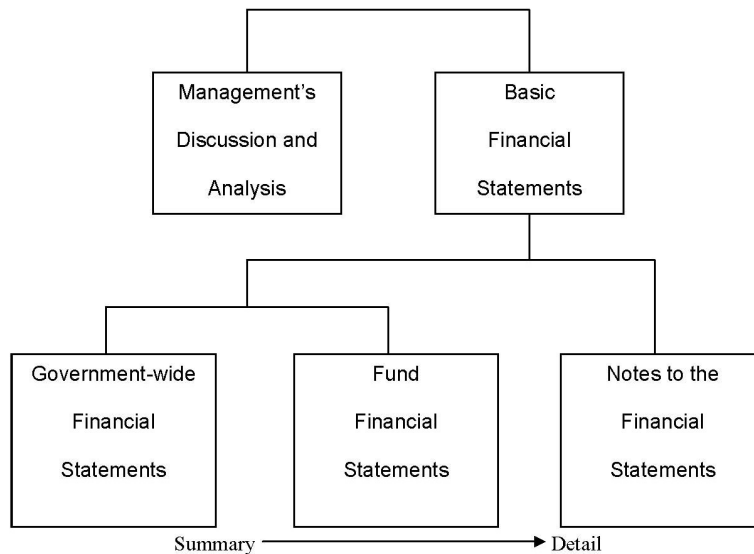 Management's
Discussion and
Analysis
Basic
Financial
Statements
Government-wide
Financial
Statements
Fund
Financial
Statements
Notes to the
Financial
Statements
Summary
Detail